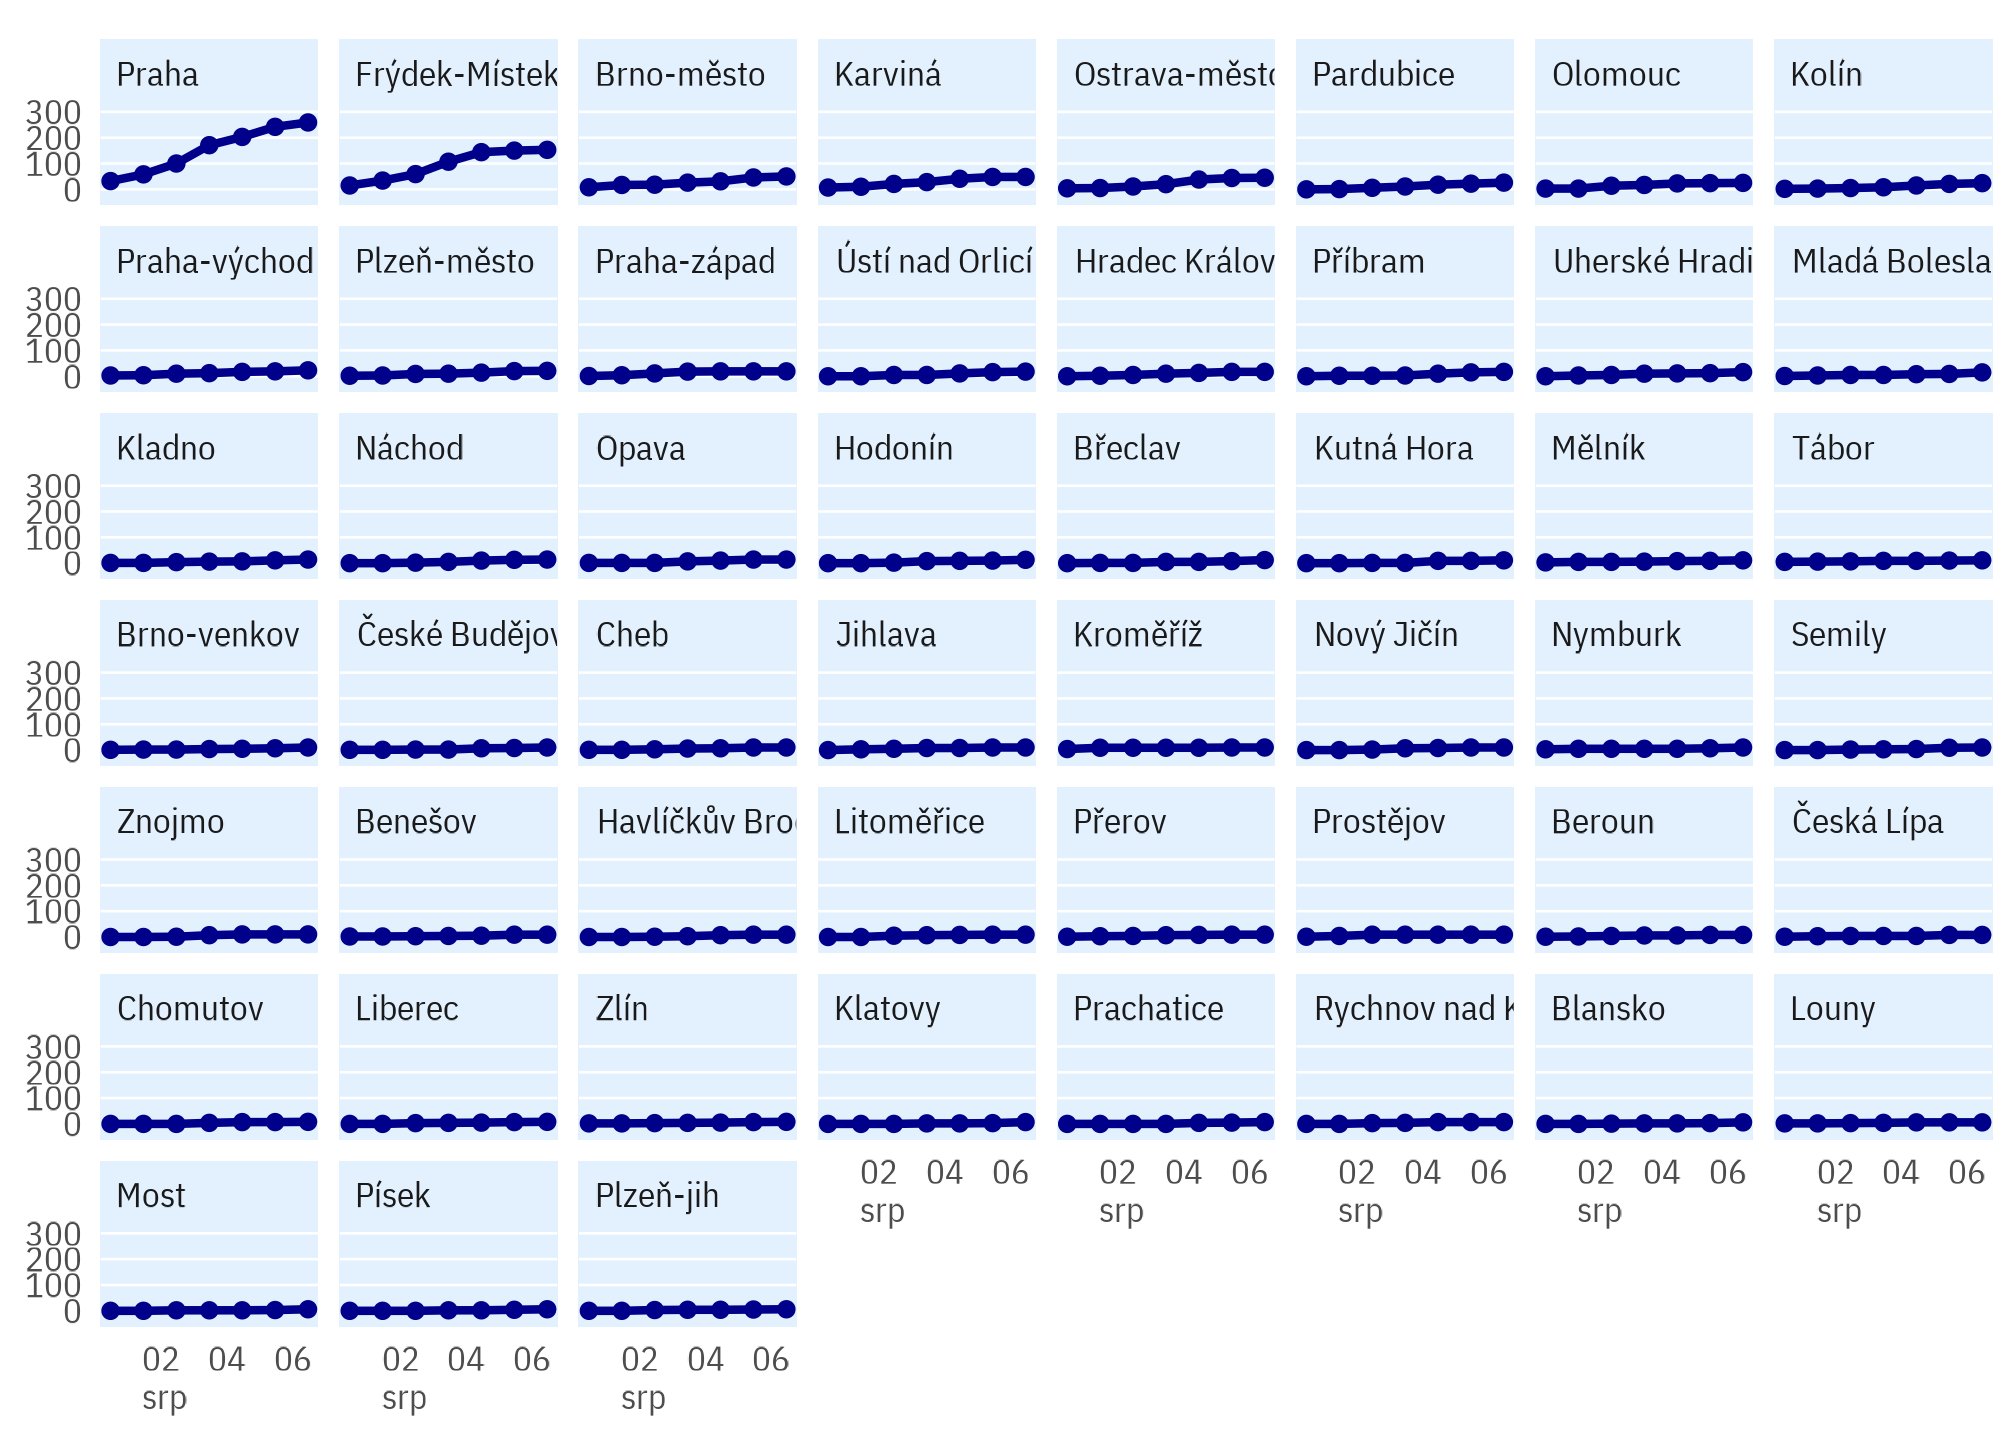 Praha
Frýdek-Místek
Brno-město
Karviná
Ostrava-město
Pardubice
Olomouc
Kolín
300
200
100
0
Praha-východ
Plzeň-město
Praha-západ
Ústí nad Orlicí
Hradec Králov
Příbram
Uherské Hradi
Mladá Bolesla
300
200
100
0
Kladno
Náchod
Opava
Hodonín
Břeclav
Kutná Hora
Mělník
Tábor
300
200
100
0
Brno-venkov
České Budějov
Cheb
Jihlava
Kroměříž
Nový Jičín
Nymburk
Semily
300
200
100
0
Znojmo
Benešov
Havlíčkův Brod
Litoměřice
Přerov
Prostějov
Beroun
Česká Lípa
300
200
100
0
Chomutov
Liberec
Zlín
Klatovy
Prachatice
Rychnov nad K
Blansko
Louny
300
200
100
0
02 04 06
srp
02 04 06
srp
02 04 06
srp
02 04 06
srp
02 04 06
srp
Most
Písek
Plzeň-jih
300
200
100
0
02 04 06
srp
02 04 06
srp
02 04 06
srp